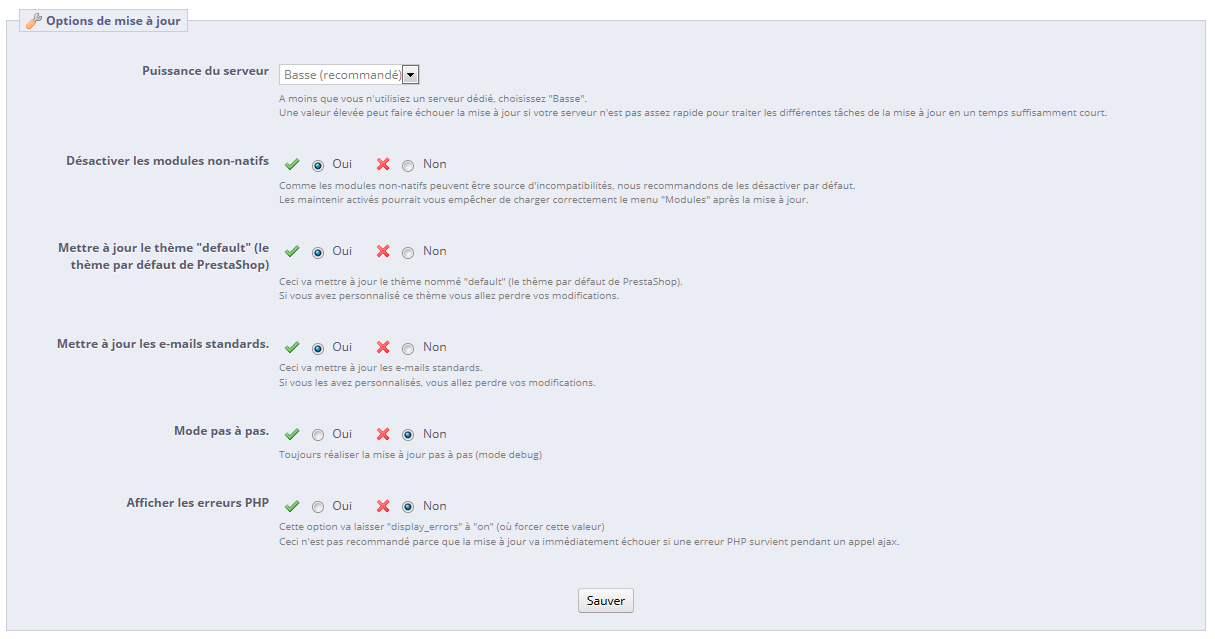 Options de mise à jour
Puissance du serveur
Basse (recommandé)
A moins que vous n'utilisiez un serveur dédié, choisissez "Basse".
Une valeur élevée peut faire échouer la mise à jour si votre serveur n'est pas assez rapide pour traiter les différentes tâches de la mise à jour en un temps suffisamment court.
Désactiver les modules non-natifs
Oui Non
Comme les modules non-natifs peuvent être source d'incompatibilités, nous recommandons de les désactiver par défaut.
Les maintenir activés pourrait vous empêcher de charger correctement le menu "Modules" après la mise à jour.
Mettre à jour le thème "default" (le
thème par défaut de PrestaShop)
Oui Non
Ceci va mettre à jour le thème nommé "default" (le thème par défaut de PrestaShop).
Si vous avez personnalisé ce thème vous allez perdre vos modifications.
Mettre à jour les e-mails standards.
Oui Non
Ceci va mettre à jour les e-mails standards.
Si vous les avez personnalisés, vous allez perdre vos modifications.
Mode pas à pas.
Oui Non
Toujours réaliser la mise à jour pas à pas (mode debug)
Afficher les erreurs PHP
Oui Non
Cette option va laisser "display_errors" à "on" (où forcer cette valeur)
Ceci n'est pas recommandé parce que la mise à jour va immédiatement échouer si une erreur PHP survient pendant un appel ajax.
Sauver